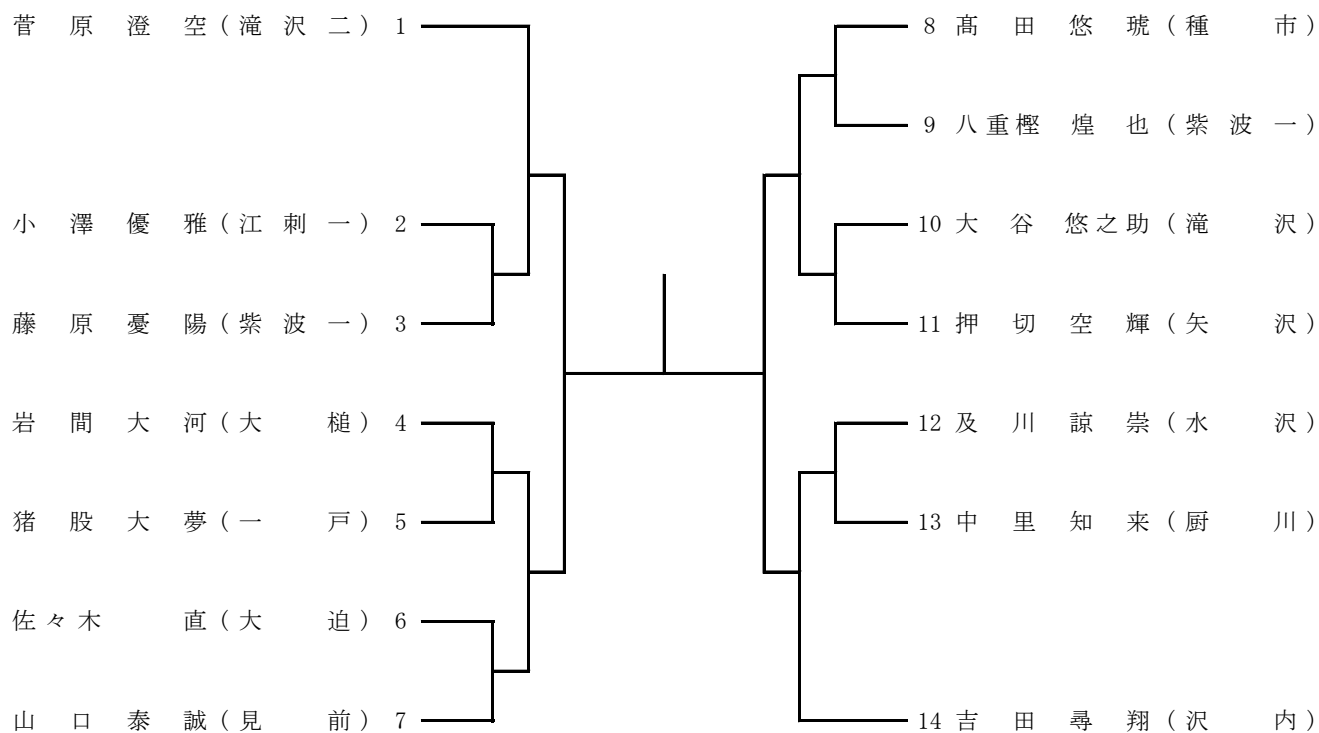 菅原澄空(滝沢二) 1
小澤優雅(江刺一) 2
藤原憂陽(紫波一) 3
岩間大河(大槌) 4
猪股大夢(一戸) 5
佐々木直(大迫) 6
山口泰誠(見前) 7
8 髙田悠琥(種市)
9 八重樫煌也(紫波一)
10 大谷悠之助(滝沢)
11 押切空輝(矢沢)
12 及川諒崇(水沢)
13 中里知来(厨川)
14 吉田尋翔(沢内)